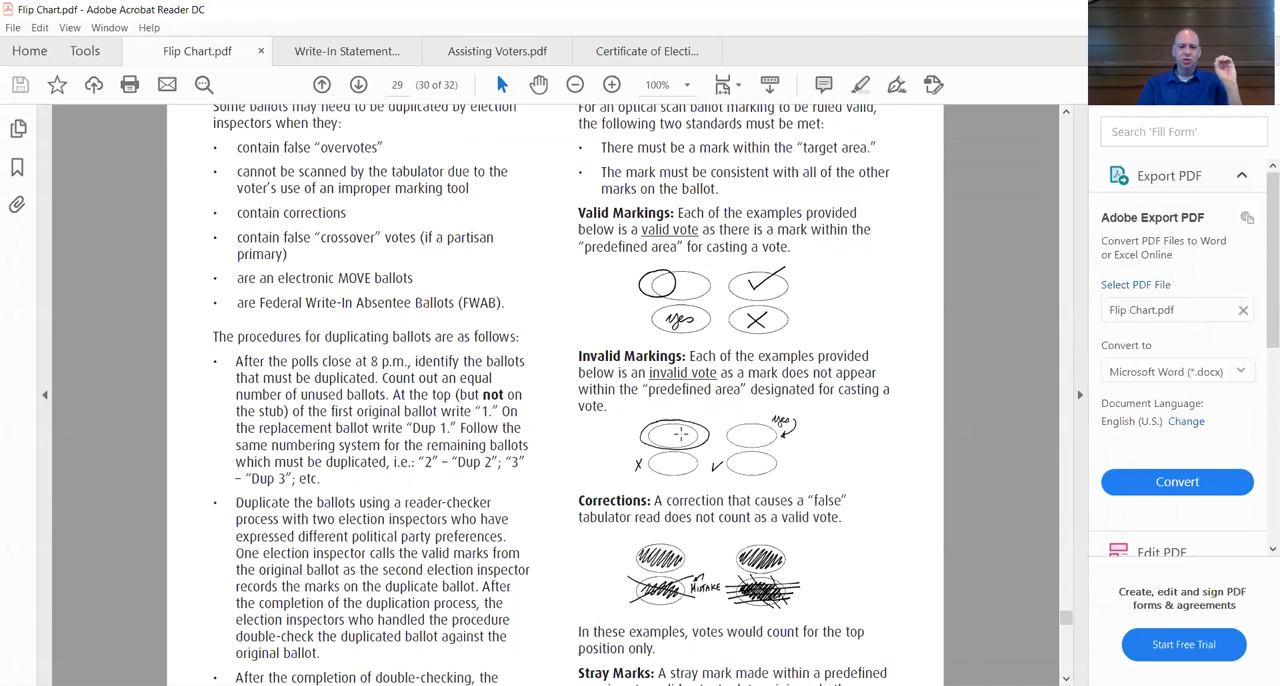 Flip Chart.pdf - Adobe Acrobat Reader DC
File Edit View Window Help
Home Tools Flip Chart.pdf × Write-In Statement... Assisting Voters.pdf Certificate of Electi...
29 (30 of 32) 100%
Some ballots may need to be duplicated by election
inspectors when they:
• contain false "overvotes"
• cannot be scanned by the tabulator due to the
voter's use of an improper marking tool
• contain corrections
• contain false "crossover" votes (if a partisan
primary)
• are an electronic MOVE ballots
• are Federal Write-In Absentee Ballots (FWAB).
The procedures for duplicating ballots are as follows:
• After the polls close at 8 p.m., identify the ballots
that must be duplicated. Count out an equal
number of unused ballots. At the top (but not on
the stub) of the first original ballot write "1." On
the replacement ballot write "Dup 1." Follow the
same numbering system for the remaining ballots
which must be duplicated, i.e.: "2" – "Dup 2"; "3"
– "Dup 3"; etc.
• Duplicate the ballots using a reader-checker
process with two election inspectors who have
expressed different political party preferences.
One election inspector calls the valid marks from
the original ballot as the second election inspector
records the marks on the duplicate ballot. After
the completion of the duplication process, the
election inspectors who handled the procedure
double-check the duplicated ballot against the
original ballot.
• After the completion of double-checking, the
For an optical scan ballot marking to be ruled valid,
the following two standards must be met:
• There must be a mark within the "target area."
• The mark must be consistent with all of the other
marks on the ballot.
Valid Markings: Each of the examples provided
below is a valid vote as there is a mark within the
"predefined area" for casting a vote.
yes X
Invalid Markings: Each of the examples provided
below is an invalid vote as a mark does not appear
within the "predefined area" designated for casting a
vote.
yes
X
Corrections: A correction that causes a "false"
tabulator read does not count as a valid vote.
MISTAKE
In these examples, votes would count for the top
position only.
Stray Marks: A stray mark made within a predefined
Search 'Fill Form'
Export PDF
Adobe Export PDF
Convert PDF Files to Word
or Excel Online
Select PDF File
Flip Chart.pdf
Convert to
Microsoft Word (*.docx)
Document Language:
English (U.S.) Change
Convert
Edit PDF
Create, edit and sign PDF
forms & agreements
Start Free Trial